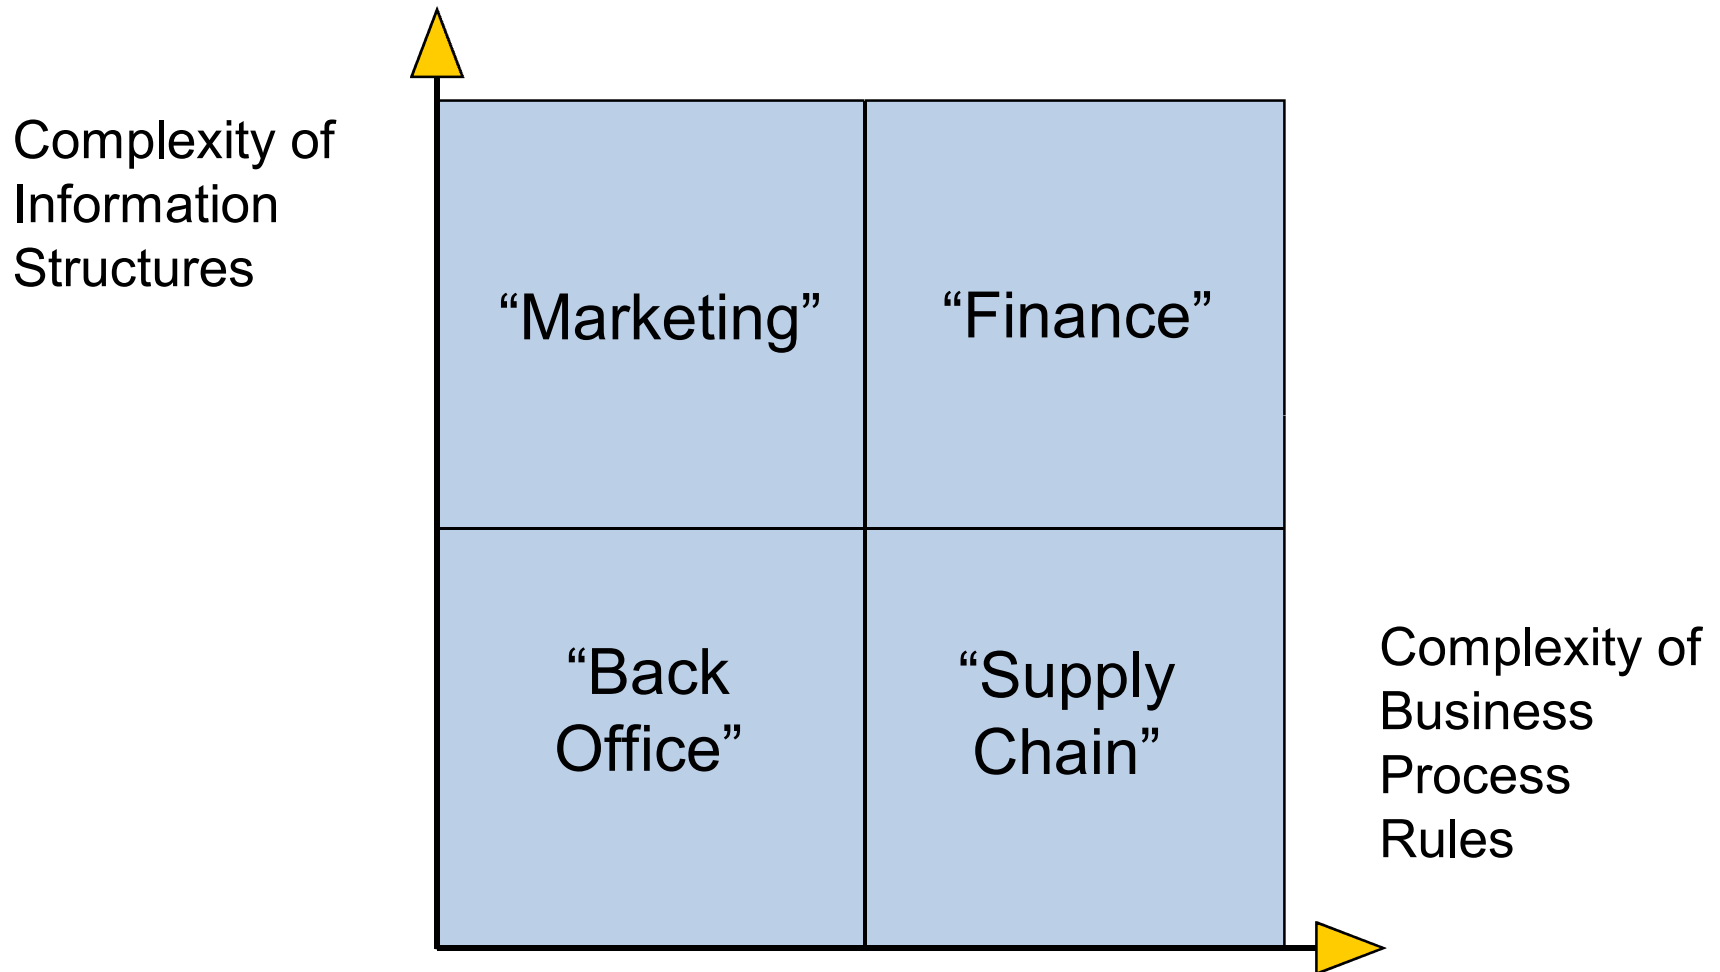 Complexity of
Information
Structures
“Marketing”
“Finance”
“Back
Office”
“Supply
Chain”
Complexity of
Business
Process
Rules